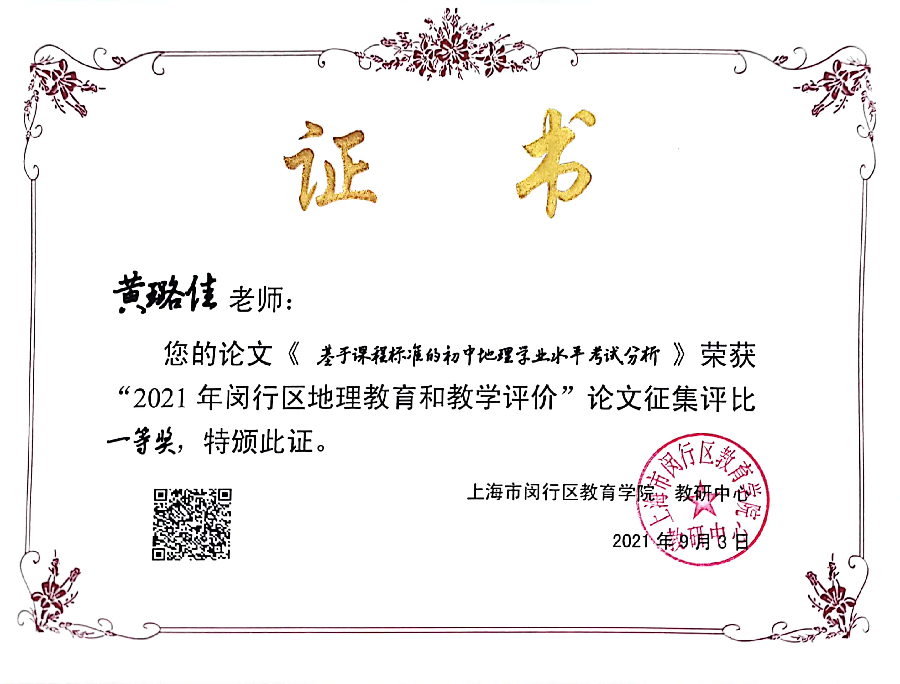 证 书
黄璐佳 老师：
您的论文《 基于课程标准的初中地理学业水平考试分析 》荣获
“2021 年闵行区地理教育和教学评价”论文征集评比
一等奖，特颁此证。
上海市闵行区教育学院 教研中心
2021 年 9 月 3 日
上海市闵行区教育学院
教研中心